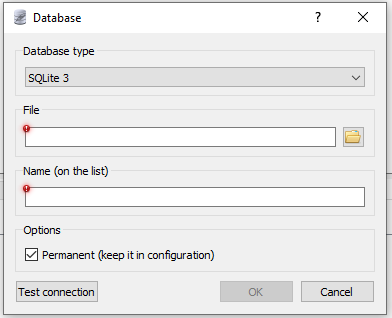 Database
Database type
SQLite 3
File
Name (on the list)
Options
Permanent (keep it in configuration)
Test connection OK Cancel